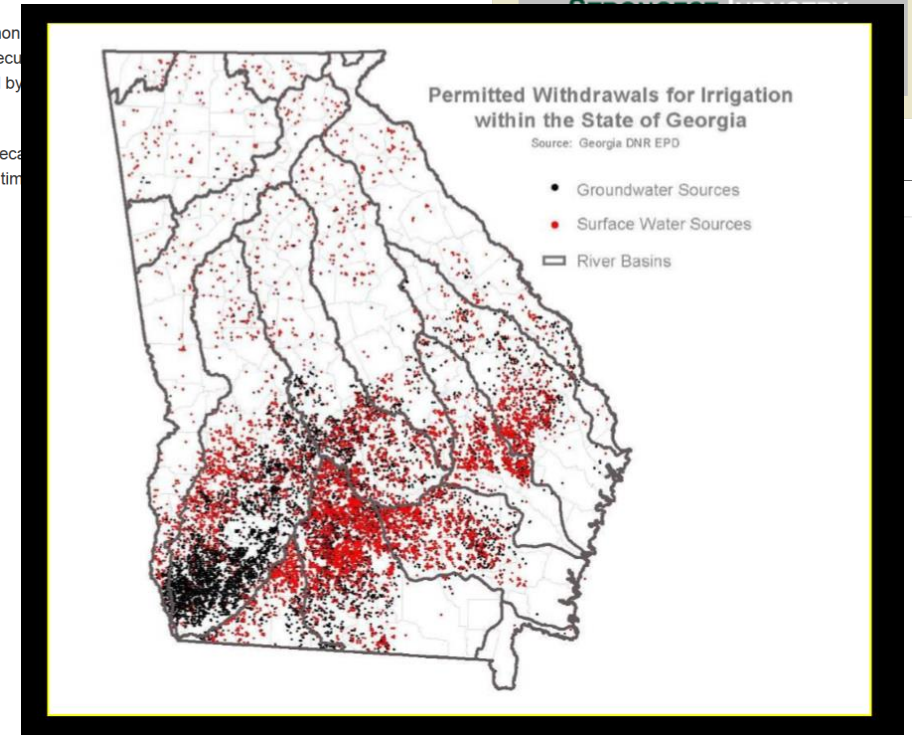 Permitted Withdrawals for Irrigation
within the State of Georgia
Source: Georgia DNR EPD
Groundwater Sources
Surface Water Sources
River Basins
by